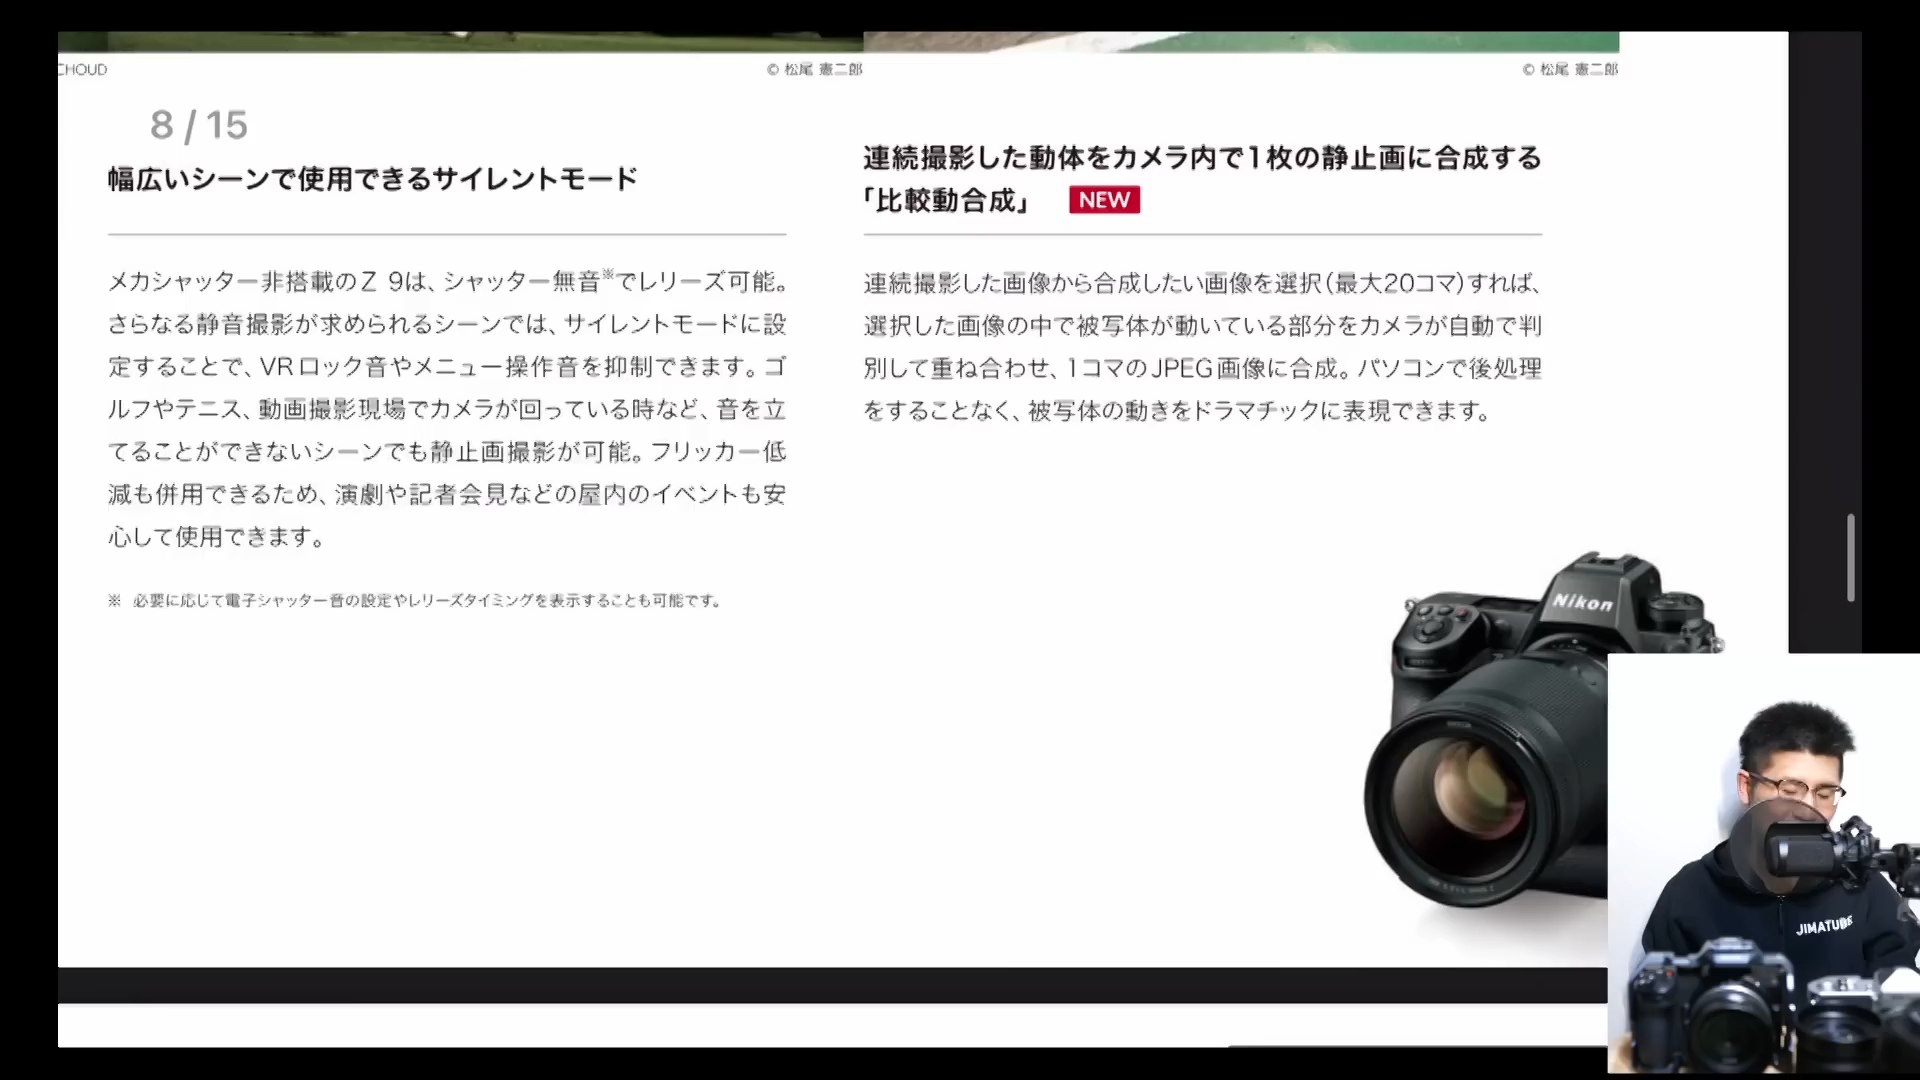 CHOUD
© 松尾 憲二郎
© 松尾 憲二郎
8 / 15
幅広いシーンで使用できるサイレントモード
メカシャッター非搭載のZ 9は、シャッター無音※でレリーズ可能。
さらなる静音撮影が求められるシーンでは、サイレントモードに設
定することで、VRロック音やメニュー操作音を抑制できます。ゴ
ルフやテニス、動画撮影現場でカメラが回っている時など、音を立
てることができないシーンでも静止画撮影が可能。フリッカー低
減も併用できるため、演劇や記者会見などの屋内のイベントも安
心して使用できます。
※ 必要に応じて電子シャッター音の設定やレリーズタイミングを表示することも可能です。
連続撮影した動体をカメラ内で1枚の静止画に合成する
「比較動合成」 NEW
連続撮影した画像から合成したい画像を選択(最大20コマ)すれば、
選択した画像の中で被写体が動いている部分をカメラが自動で判
別して重ね合わせ、1コマのJPEG画像に合成。パソコンで後処理
をすることなく、被写体の動きをドラマチックに表現できます。
Nikon
JIMATUBE